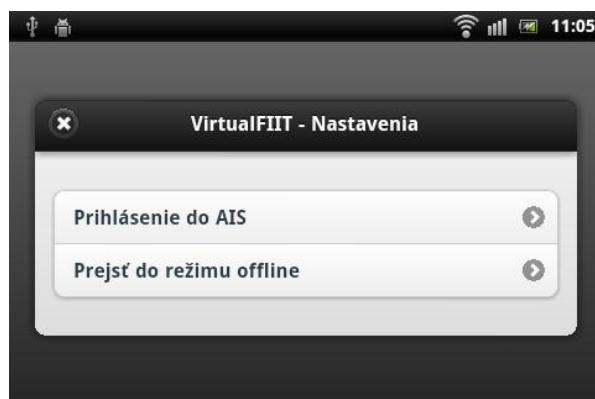 11:05
VirtualFIIT - Nastavenia
Prihlásenie do AIS
Prejsť do režimu offline